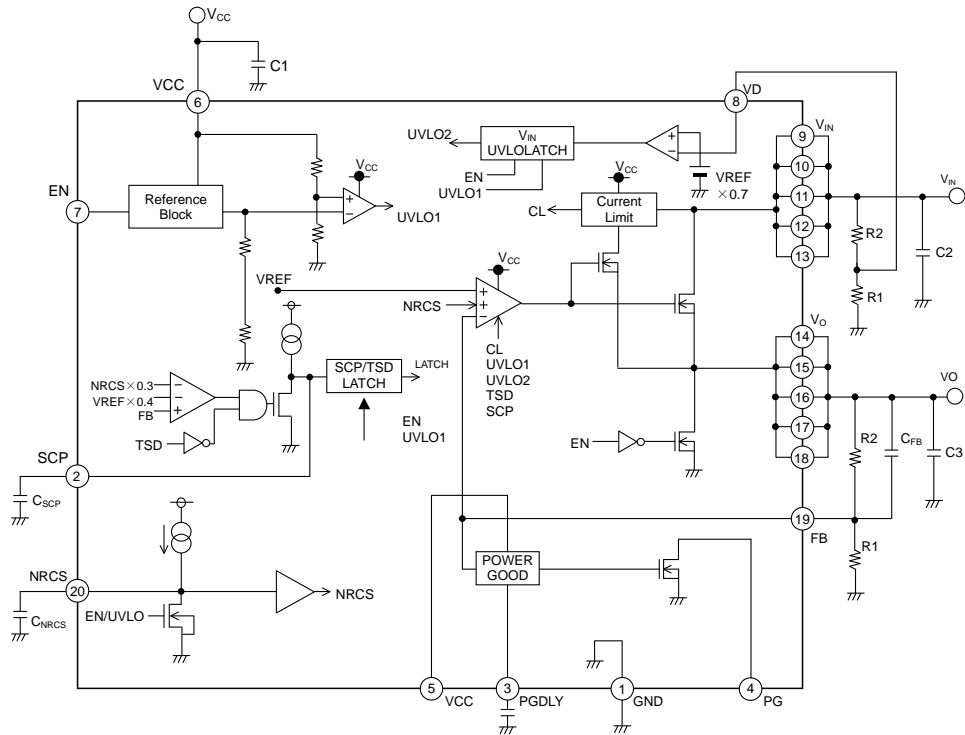 VCC
C1
VCC
6
8
VD
UVLO2
VIN
UVLOLATCH
EN
UVLO1
+
−
VREF
×0.7
9
VIN
10
11
12
13
VIN
R2
C2
R1
EN
7
Reference
Block
VCC
+
−
UVLO1
VCC
CL
Current
Limit
VREF
NRCS
VCC
+
+
−
CL
UVLO1
UVLO2
TSD
SCP
14
VO
15
16
17
18
VO
R2
CFB
C3
NRCS×0.3
VREF×0.4
FB
−
−
+
TSD
SCP/TSD
LATCH
LATCH
EN
UVLO1
EN
SCP
2
CSCP
19
FB
R1
POWER
GOOD
NRCS
20
CNRCS
NRCS
EN/UVLO
5
VCC
3
PGDLY
1
GND
4
PG